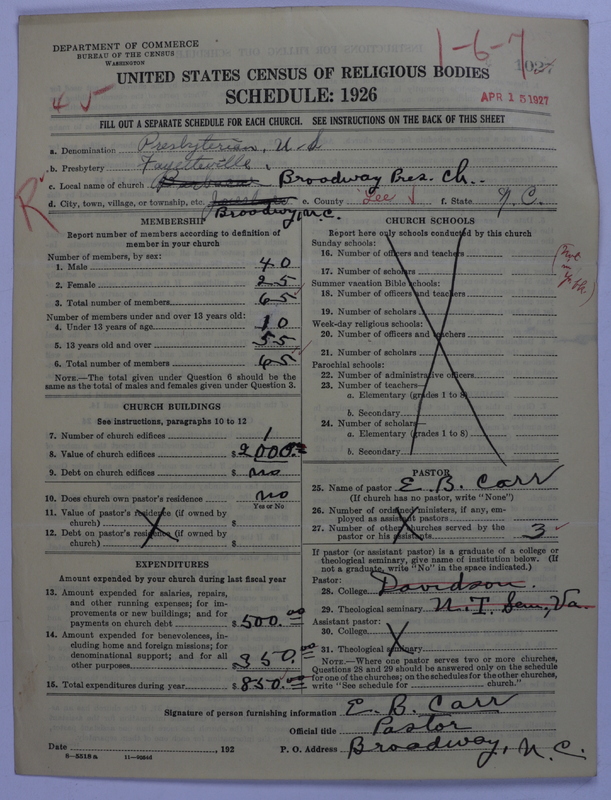 DEPARTMENT OF COMMERCE
BUREAU OF THE CENSUS
WASHINGTON
1-6-7
UNITED STATES CENSUS OF RELIGIOUS BODIES
45
SCHEDULE: 1926
APR 15 1927
FILL OUT A SEPARATE SCHEDULE FOR EACH CHURCH. SEE INSTRUCTIONS ON THE BACK OF THIS SHEET
a. Denomination Presbyterian, U.S
b. Presbytery Fayetteville.
c. Local name of church Broadway Pres. Ch.
R
d. City, town, village, or township, etc. Broadway, N.C. e. County Lee f. State N.C.
MEMBERSHIP
Report number of members according to definition of
member in your church
Number of members, by sex:
1. Male 40
2. Female 25
3. Total number of members 65
Number of members under and over 13 years old:
4. Under 13 years of age 10
5. 13 years old and over 55
6. Total number of members 65
NOTE.—The total given under Question 6 should be the
same as the total of males and females given under Question 3.
CHURCH BUILDINGS
See instructions, paragraphs 10 to 12
7. Number of church edifices 1
8. Value of church edifices $2000.00
9. Debt on church edifices $ no
10. Does church own pastor's residence no
Yes or No
11. Value of pastor's residence (if owned by
church) $
12. Debt on pastor's residence (if owned by
church) $
EXPENDITURES
Amount expended by your church during last fiscal year
13. Amount expended for salaries, repairs,
and other running expenses; for im-
provements or new buildings; and for
payments on church debt $500.00
14. Amount expended for benevolences, in-
cluding home and foreign missions; for
denominational support; and for all
other purposes 350.00
15. Total expenditures during year $850.00
CHURCH SCHOOLS
Report here only schools conducted by this church
Sunday schools:
16. Number of officers and teachers
17. Number of scholars
Summer vacation Bible schools:
18. Number of officers and teachers
19. Number of scholars
Week-day religious schools:
20. Number of officers and teachers
21. Number of scholars
Parochial schools:
22. Number of administrative officers
23. Number of teachers—
a. Elementary (grades 1 to 8)
b. Secondary
24. Number of scholars—
a. Elementary (grades 1 to 8)
b. Secondary
PASTOR
25. Name of pastor E. B. Carr
(If church has no pastor, write "None")
26. Number of ordained ministers, if any, em-
ployed as assistant pastors
27. Number of other churches served by the
pastor or his assistants 3
If pastor (or assistant pastor) is a graduate of a college or
theological seminary, give name of institution below. (If
not a graduate, write "No" in the space indicated.)
Pastor:
28. College Davidson.
29. Theological seminary U. T. Sem., Va.
Assistant pastor:
30. College
31. Theological seminary
NOTE.—Where one pastor serves two or more churches,
Questions 28 and 29 should be answered only on the schedule
for one of the churches; on the schedules for the other churches,
write "See schedule for church."
Signature of person furnishing information E. B. Carr
Official title Pastor
Date , 192 P. O. Address Broadway, N.C.
8-5518a 11-9254d